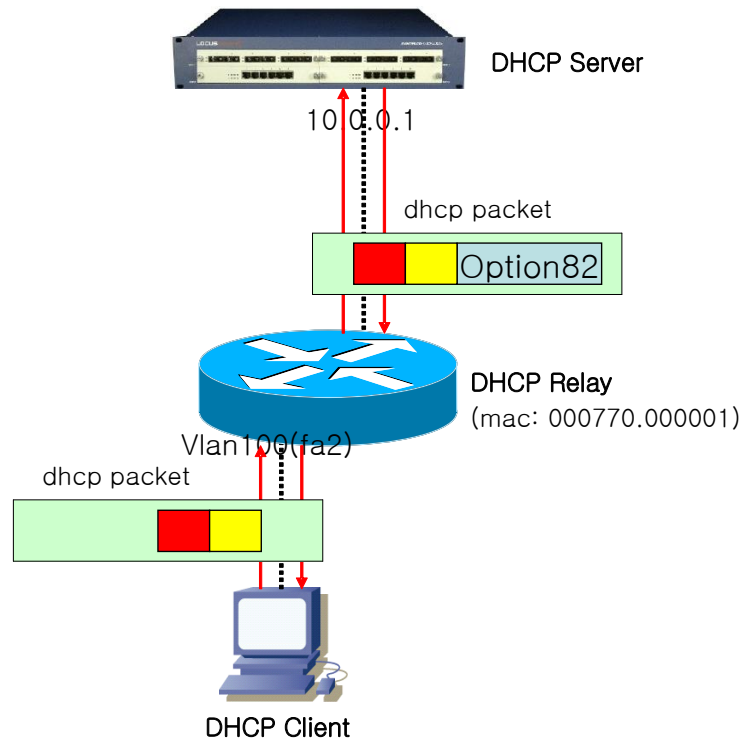 DHCP Server
10.0.0.1
dhcp packet
Option82
DHCP Relay
(mac: 000770.000001)
Vlan100(fa2)
dhcp packet
DHCP Client